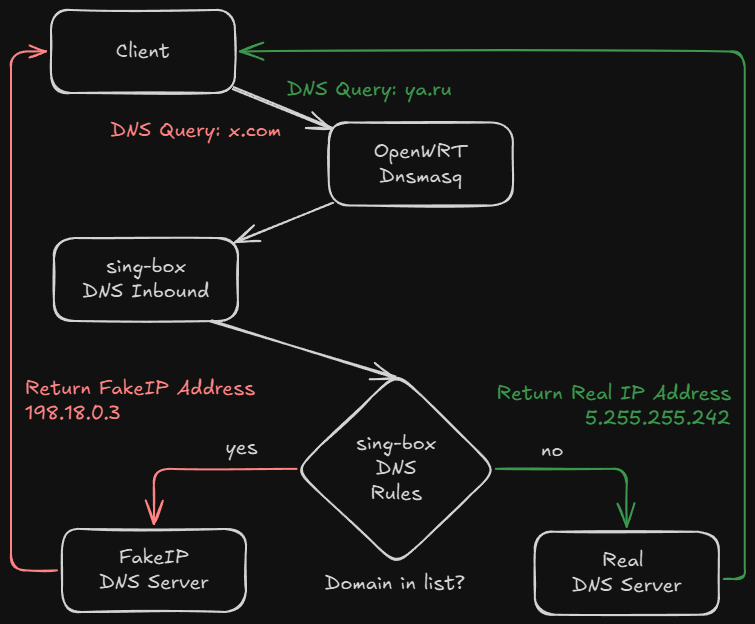 Client
DNS Query: ya.ru
DNS Query: x.com
OpenWRT
Dnsmasq
sing-box
DNS Inbound
Return FakeIP Address
198.18.0.3
Return Real IP Address
5.255.255.242
yes
sing-box
DNS
Rules
no
FakeIP
DNS Server
Domain in list?
Real
DNS Server